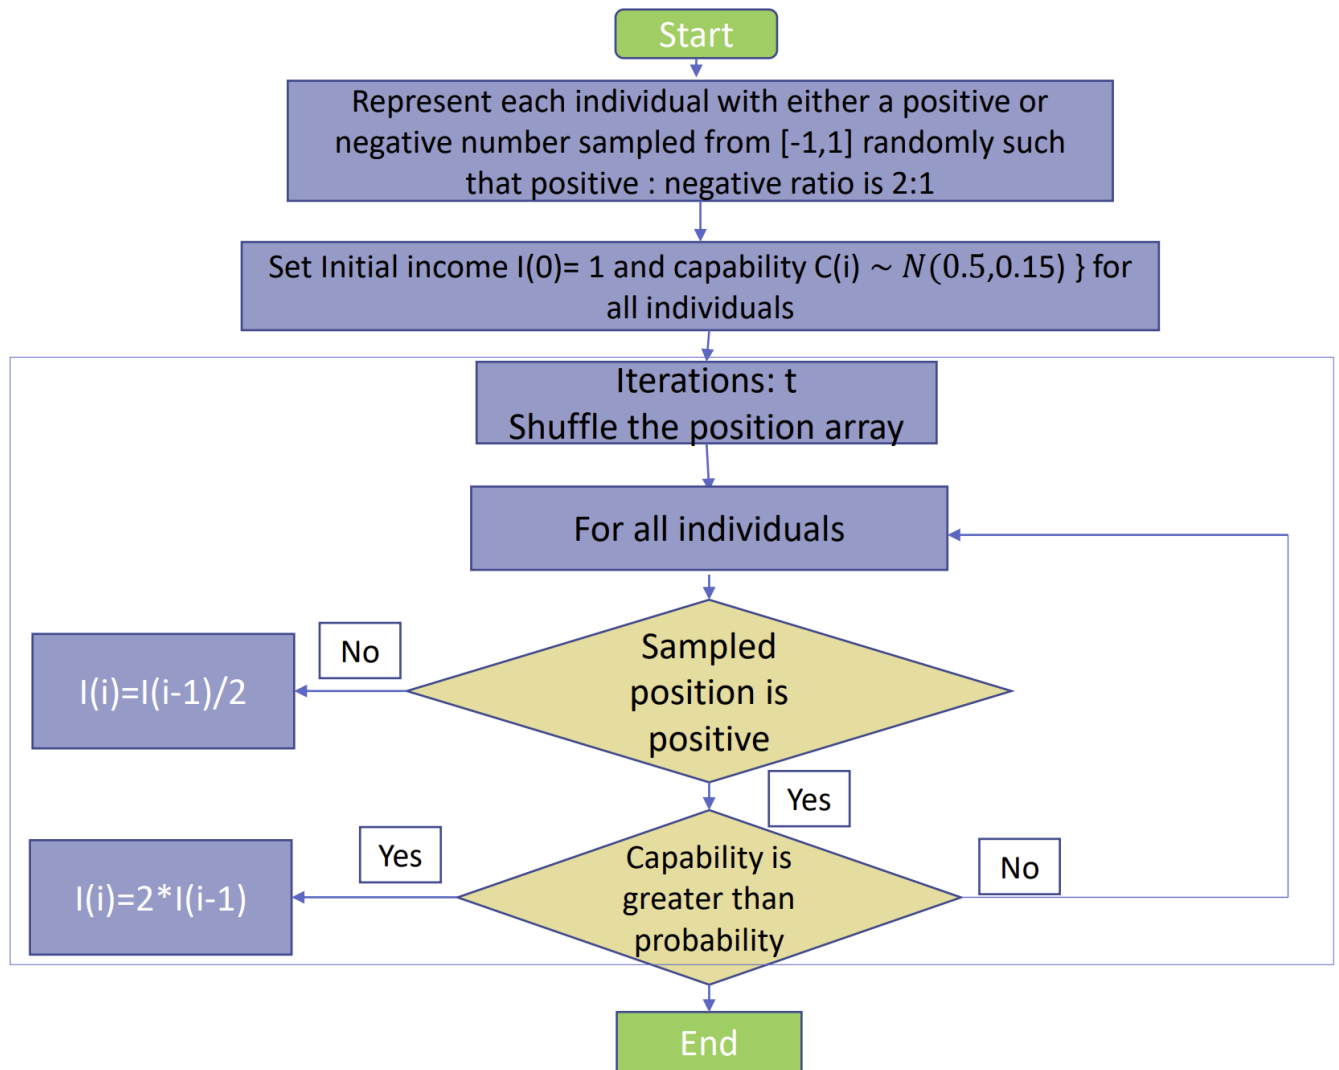 Start
Represent each individual with either a positive or
negative number sampled from [-1,1] randomly such
that positive : negative ratio is 2:1
Set Initial income I(0)= 1 and capability C(i) ~ N(0.5,0.15) } for
all individuals
Iterations: t
Shuffle the position array
For all individuals
Sampled
position is
positive
No
I(i)=I(i-1)/2
Yes
Capability is
greater than
probability
Yes
I(i)=2*I(i-1)
No
End